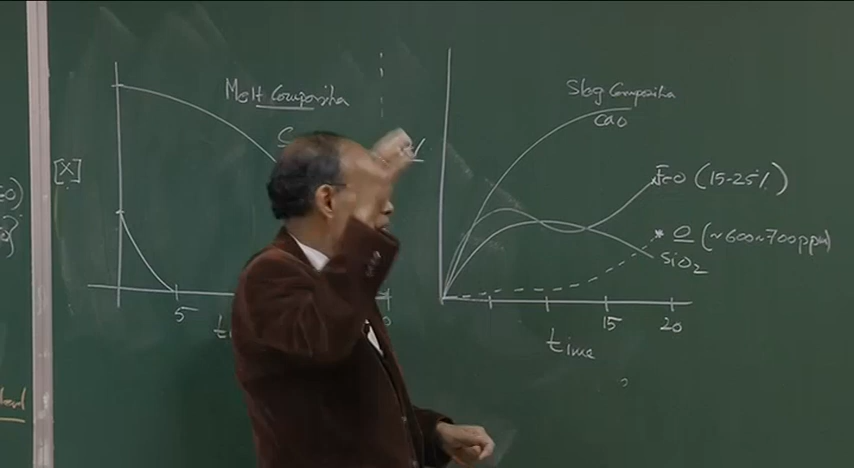 Melt Composition
[X]
5
Slag Composition
CaO
FeO (15-25%)
O (~600~700ppm)
SiO2
15
20
time